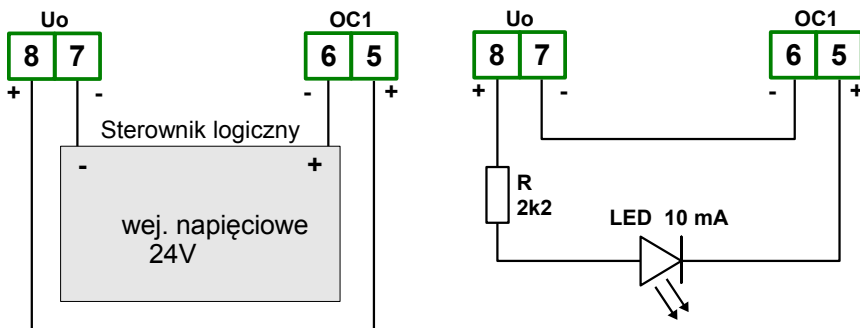 Uo OC1
8 7 6 5
+ - - +
Sterownik logiczny
- +
wej. napięciowe
24V
Uo OC1
8 7 6 5
+ - - +
R
2k2
LED 10 mA